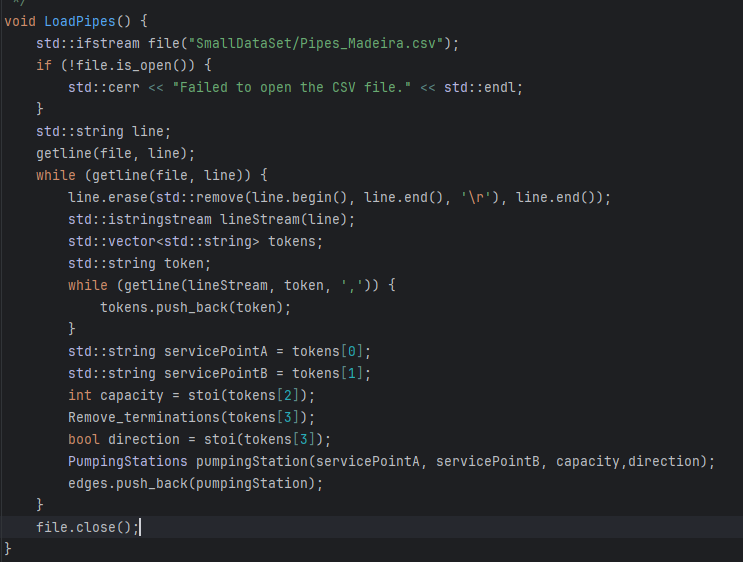 */
void LoadPipes() {
    std::ifstream file("SmallDataSet/Pipes_Madeira.csv");
    if (!file.is_open()) {
        std::cerr << "Failed to open the CSV file." << std::endl;
    }
    std::string line;
    getline(file, line);
    while (getline(file, line)) {
        line.erase(std::remove(line.begin(), line.end(), '\r'), line.end());
        std::istringstream lineStream(line);
        std::vector<std::string> tokens;
        std::string token;
        while (getline(lineStream, token, ',')) {
            tokens.push_back(token);
        }
        std::string servicePointA = tokens[0];
        std::string servicePointB = tokens[1];
        int capacity = stoi(tokens[2]);
        Remove_terminations(tokens[3]);
        bool direction = stoi(tokens[3]);
        PumpingStations pumpingStation(servicePointA, servicePointB, capacity,direction);
        edges.push_back(pumpingStation);
    }
    file.close();
}